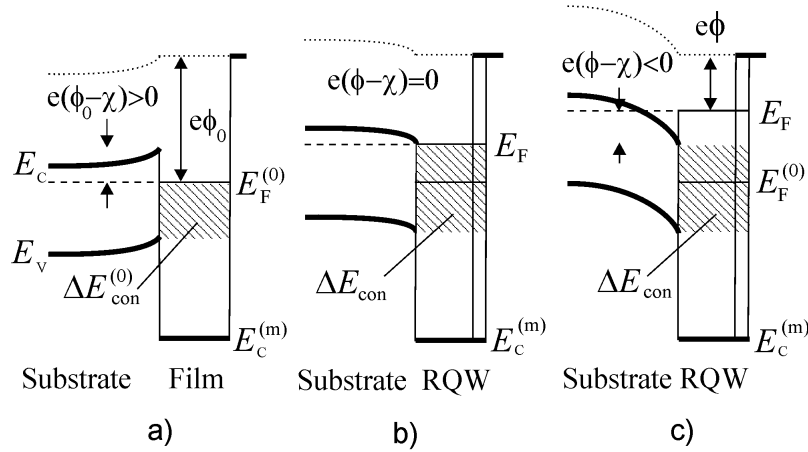 e(ϕ₀−χ)>0
eϕ₀
E_C
E_F^(0)
E_V
ΔE_con^(0)
E_C^(m)
Substrate Film
a)
e(ϕ−χ)=0
E_F
ΔE_con
E_C^(m)
Substrate RQW
b)
eϕ
e(ϕ−χ)<0
E_F
E_F^(0)
ΔE_con
E_C^(m)
Substrate RQW
c)